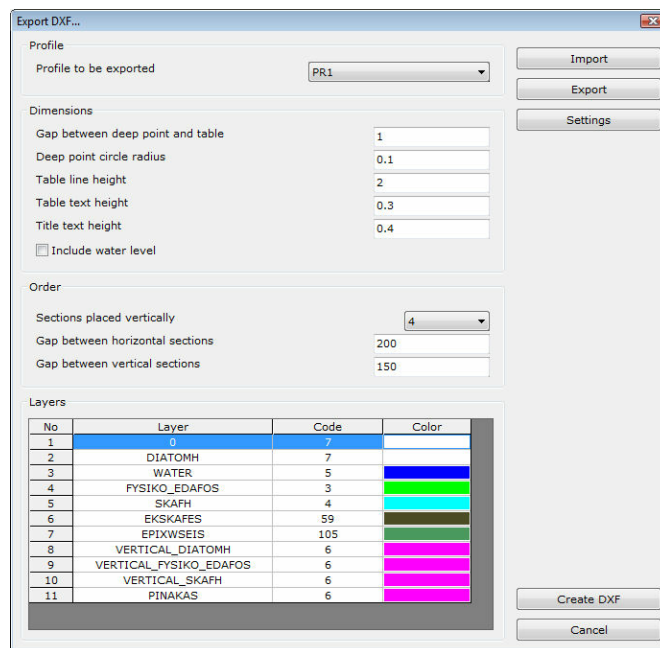 Export DXF...
Profile
Profile to be exported PR1
Import
Export
Settings
Dimensions
Gap between deep point and table 1
Deep point circle radius 0.1
Table line height 2
Table text height 0.3
Title text height 0.4
Include water level
Order
Sections placed vertically 4
Gap between horizontal sections 200
Gap between vertical sections 150
Layers
No Layer Code Color
1 0 7
2 DIATOMH 7
3 WATER 5
4 FYSIKO_EDAFOS 3
5 SKAFH 4
6 EKSKAFES 59
7 EPIXWSEIS 105
8 VERTICAL_DIATOMH 6
9 VERTICAL_FYSIKO_EDAFOS 6
10 VERTICAL_SKAFH 6
11 PINAKAS 6
Create DXF
Cancel